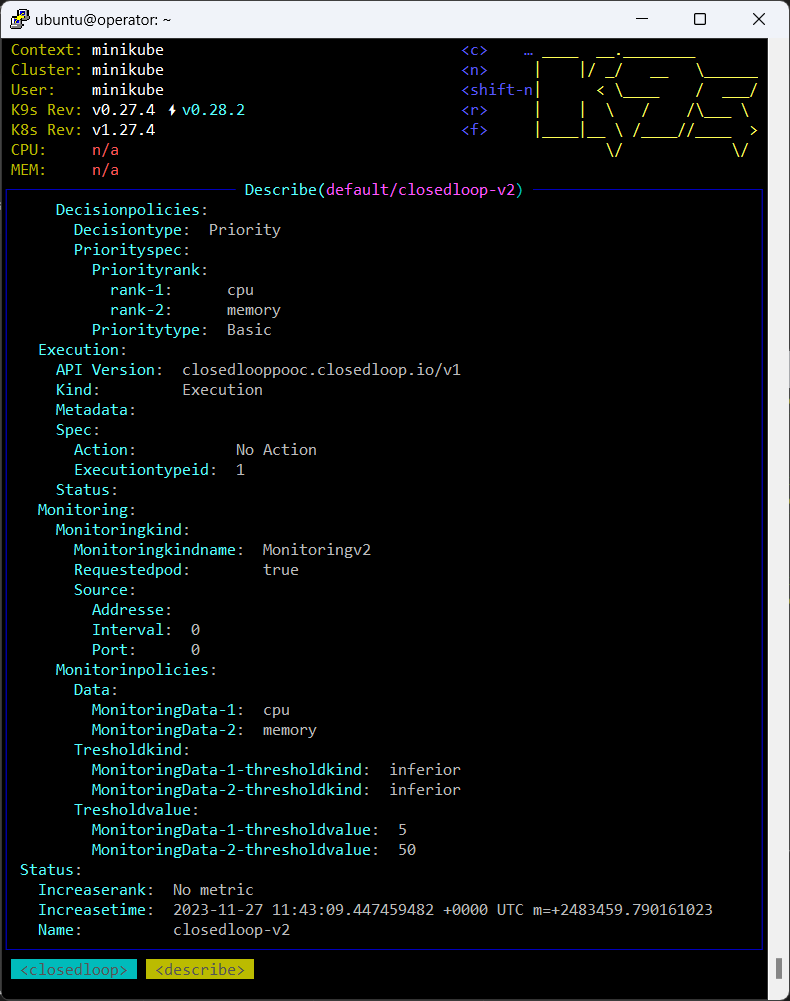 ubuntu@operator: ~
Context: minikube <c> …
Cluster: minikube <n>
User: minikube <shift-n
K9s Rev: v0.27.4 ⚡v0.28.2 <r>
K8s Rev: v1.27.4 <f>
CPU: n/a
MEM: n/a
Describe(default/closedloop-v2)
Decisionpolicies:
Decisiontype: Priority
Priorityspec:
Priorityrank:
rank-1: cpu
rank-2: memory
Prioritytype: Basic
Execution:
API Version: closedlooppooc.closedloop.io/v1
Kind: Execution
Metadata:
Spec:
Action: No Action
Executiontypeid: 1
Status:
Monitoring:
Monitoringkind:
Monitoringkindname: Monitoringv2
Requestedpod: true
Source:
Addresse:
Interval: 0
Port: 0
Monitorinpolicies:
Data:
MonitoringData-1: cpu
MonitoringData-2: memory
Tresholdkind:
MonitoringData-1-thresholdkind: inferior
MonitoringData-2-thresholdkind: inferior
Tresholdvalue:
MonitoringData-1-thresholdvalue: 5
MonitoringData-2-thresholdvalue: 50
Status:
Increaserank: No metric
Increasetime: 2023-11-27 11:43:09.447459482 +0000 UTC m=+2483459.790161023
Name: closedloop-v2
<closedloop> <describe>